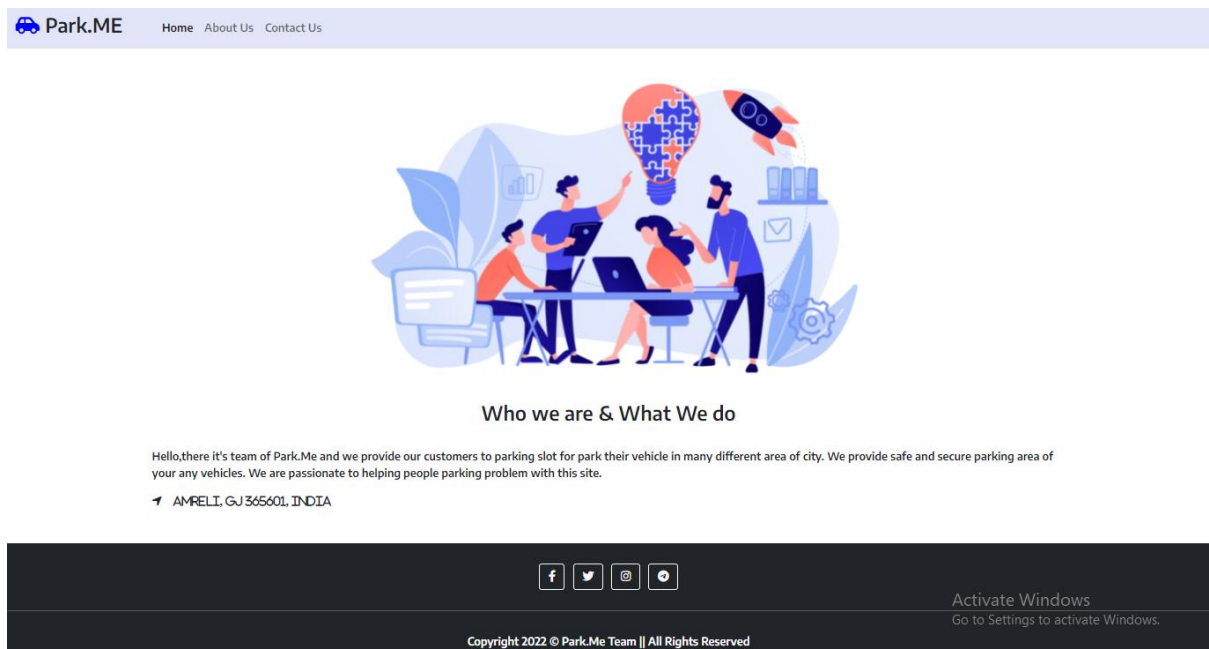 Park.ME
Home About Us Contact Us
Who we are & What We do
Hello,there it's team of Park.Me and we provide our customers to parking slot for park their vehicle in many different area of city. We provide safe and secure parking area of
your any vehicles. We are passionate to helping people parking problem with this site.
AMRELI, GJ 365601, INDIA
Activate Windows
Go to Settings to activate Windows.
Copyright 2022 © Park.Me Team || All Rights Reserved